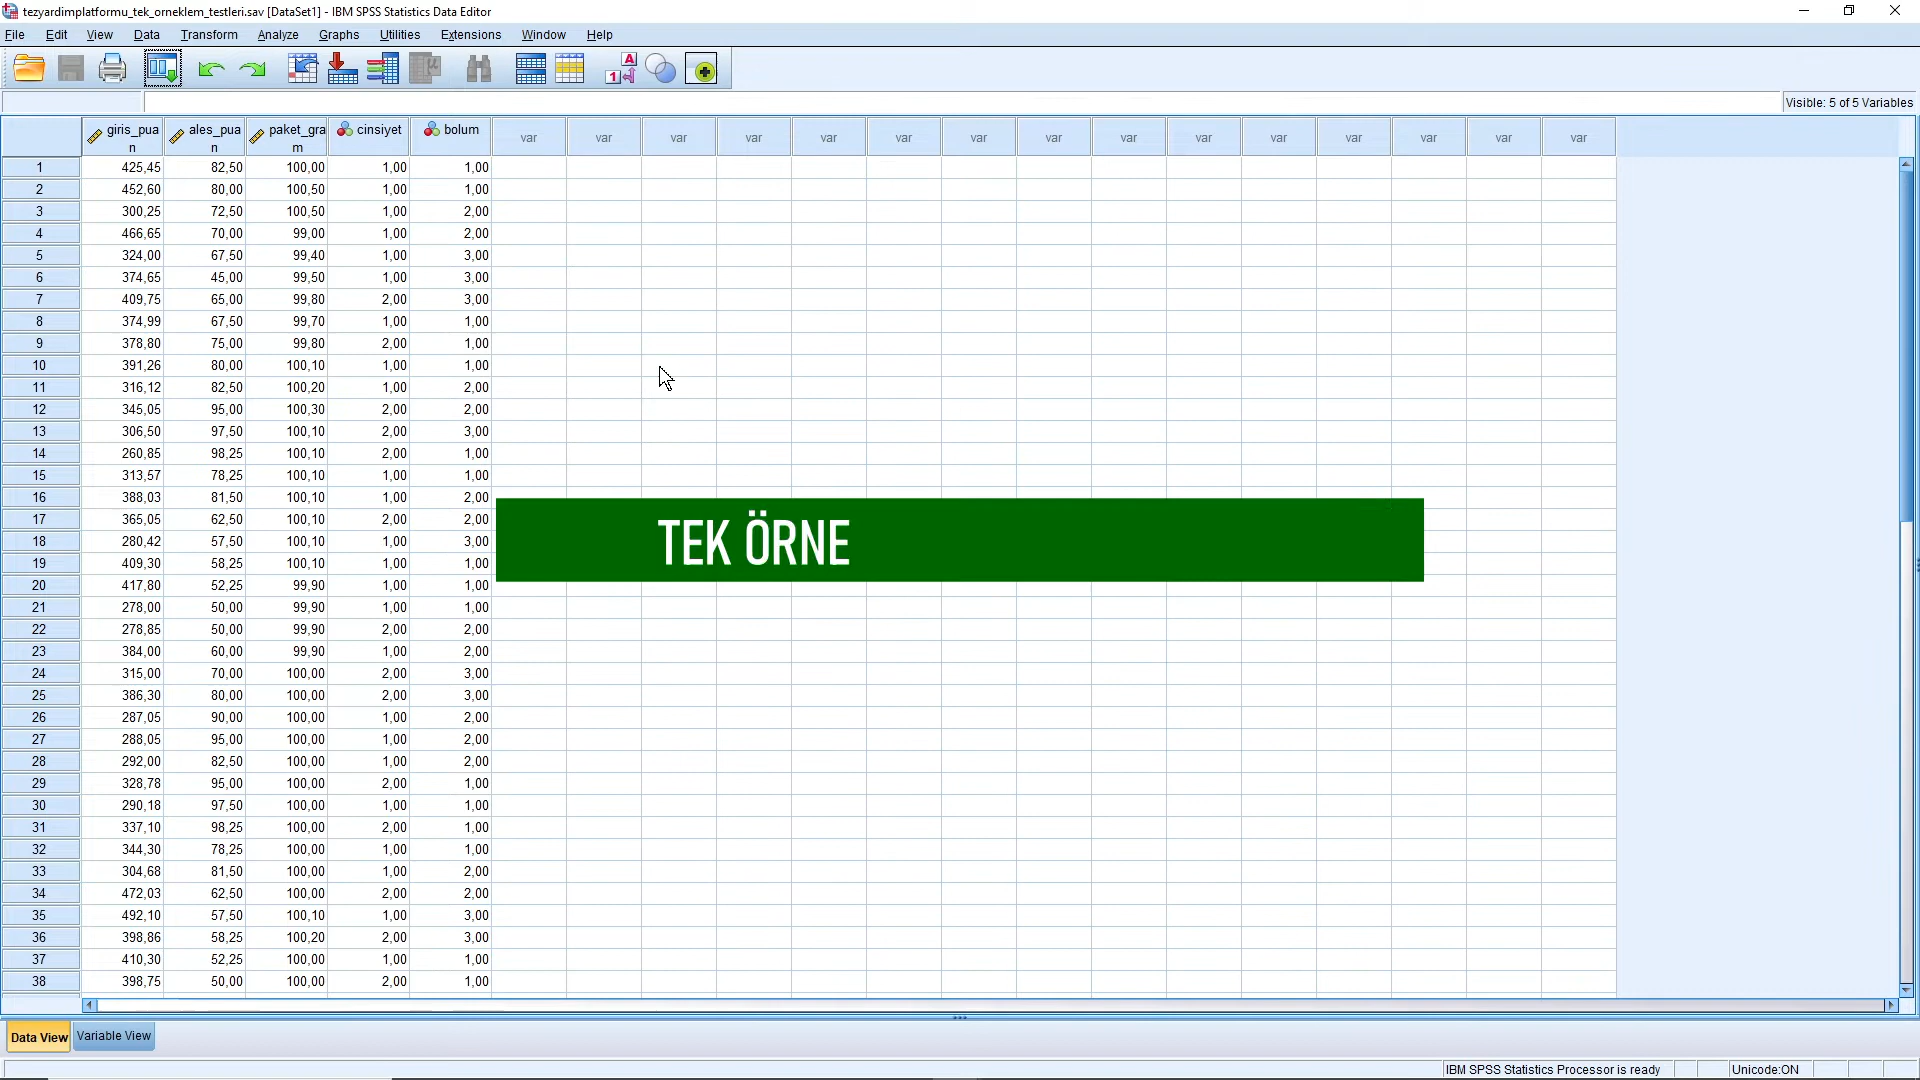 tezyardimplatformu_tek_orneklem_testleri.sav [DataSet1] - IBM SPSS Statistics Data Editor
File Edit View Data Transform Analyze Graphs Utilities Extensions Window Help
Visible: 5 of 5 Variables
giris_puan ales_puan paket_gram cinsiyet bolum var var var var var var var var var var var var var var var
1 425,45 82,50 100,00 1,00 1,00
2 452,60 80,00 100,50 1,00 1,00
3 300,25 72,50 100,50 1,00 2,00
4 466,65 70,00 99,00 1,00 2,00
5 324,00 67,50 99,40 1,00 3,00
6 374,65 45,00 99,50 1,00 3,00
7 409,75 65,00 99,80 2,00 3,00
8 374,99 67,50 99,70 1,00 1,00
9 378,80 75,00 99,80 2,00 1,00
10 391,26 80,00 100,10 1,00 1,00
11 316,12 82,50 100,20 1,00 2,00
12 345,05 95,00 100,30 2,00 2,00
13 306,50 97,50 100,10 2,00 3,00
14 260,85 98,25 100,10 2,00 1,00
15 313,57 78,25 100,10 1,00 1,00
16 388,03 81,50 100,10 1,00 2,00
17 365,05 62,50 100,10 2,00 2,00
18 280,42 57,50 100,10 1,00 3,00
TEK ÖRNE
19 409,30 58,25 100,10 1,00 1,00
20 417,80 52,25 99,90 1,00 1,00
21 278,00 50,00 99,90 1,00 1,00
22 278,85 50,00 99,90 2,00 2,00
23 384,00 60,00 99,90 1,00 2,00
24 315,00 70,00 100,00 2,00 3,00
25 386,30 80,00 100,00 2,00 3,00
26 287,05 90,00 100,00 1,00 2,00
27 288,05 95,00 100,00 1,00 2,00
28 292,00 82,50 100,00 1,00 2,00
29 328,78 95,00 100,00 2,00 1,00
30 290,18 97,50 100,00 1,00 1,00
31 337,10 98,25 100,00 2,00 1,00
32 344,30 78,25 100,00 1,00 1,00
33 304,68 81,50 100,00 1,00 2,00
34 472,03 62,50 100,00 2,00 2,00
35 492,10 57,50 100,10 1,00 3,00
36 398,86 58,25 100,20 2,00 3,00
37 410,30 52,25 100,00 1,00 1,00
38 398,75 50,00 100,00 2,00 1,00
Data View Variable View
IBM SPSS Statistics Processor is ready Unicode:ON